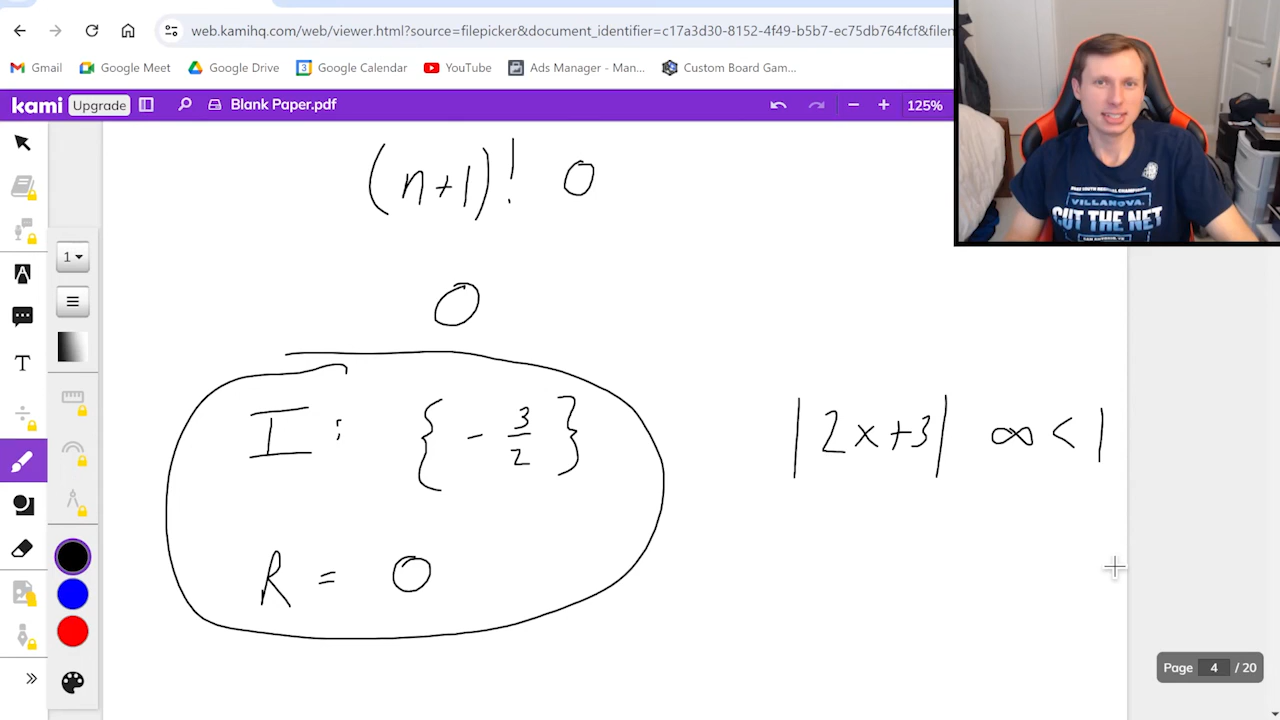 web.kamihq.com/web/viewer.html?source=filepicker&document_identifier=c17a3d30-8152-4f49-b5b7-ec75db764fcf&filen
Gmail Google Meet Google Drive 3 Google Calendar YouTube Ads Manager - Man... Custom Board Gam...
kami Upgrade Blank Paper.pdf 125%
VILLANOVA
CUT THE NET
(n+1)! 0
T
1
0
I : { - 3/2 }
|2x+3| ∞ < 1
R = 0
Page 4 / 20